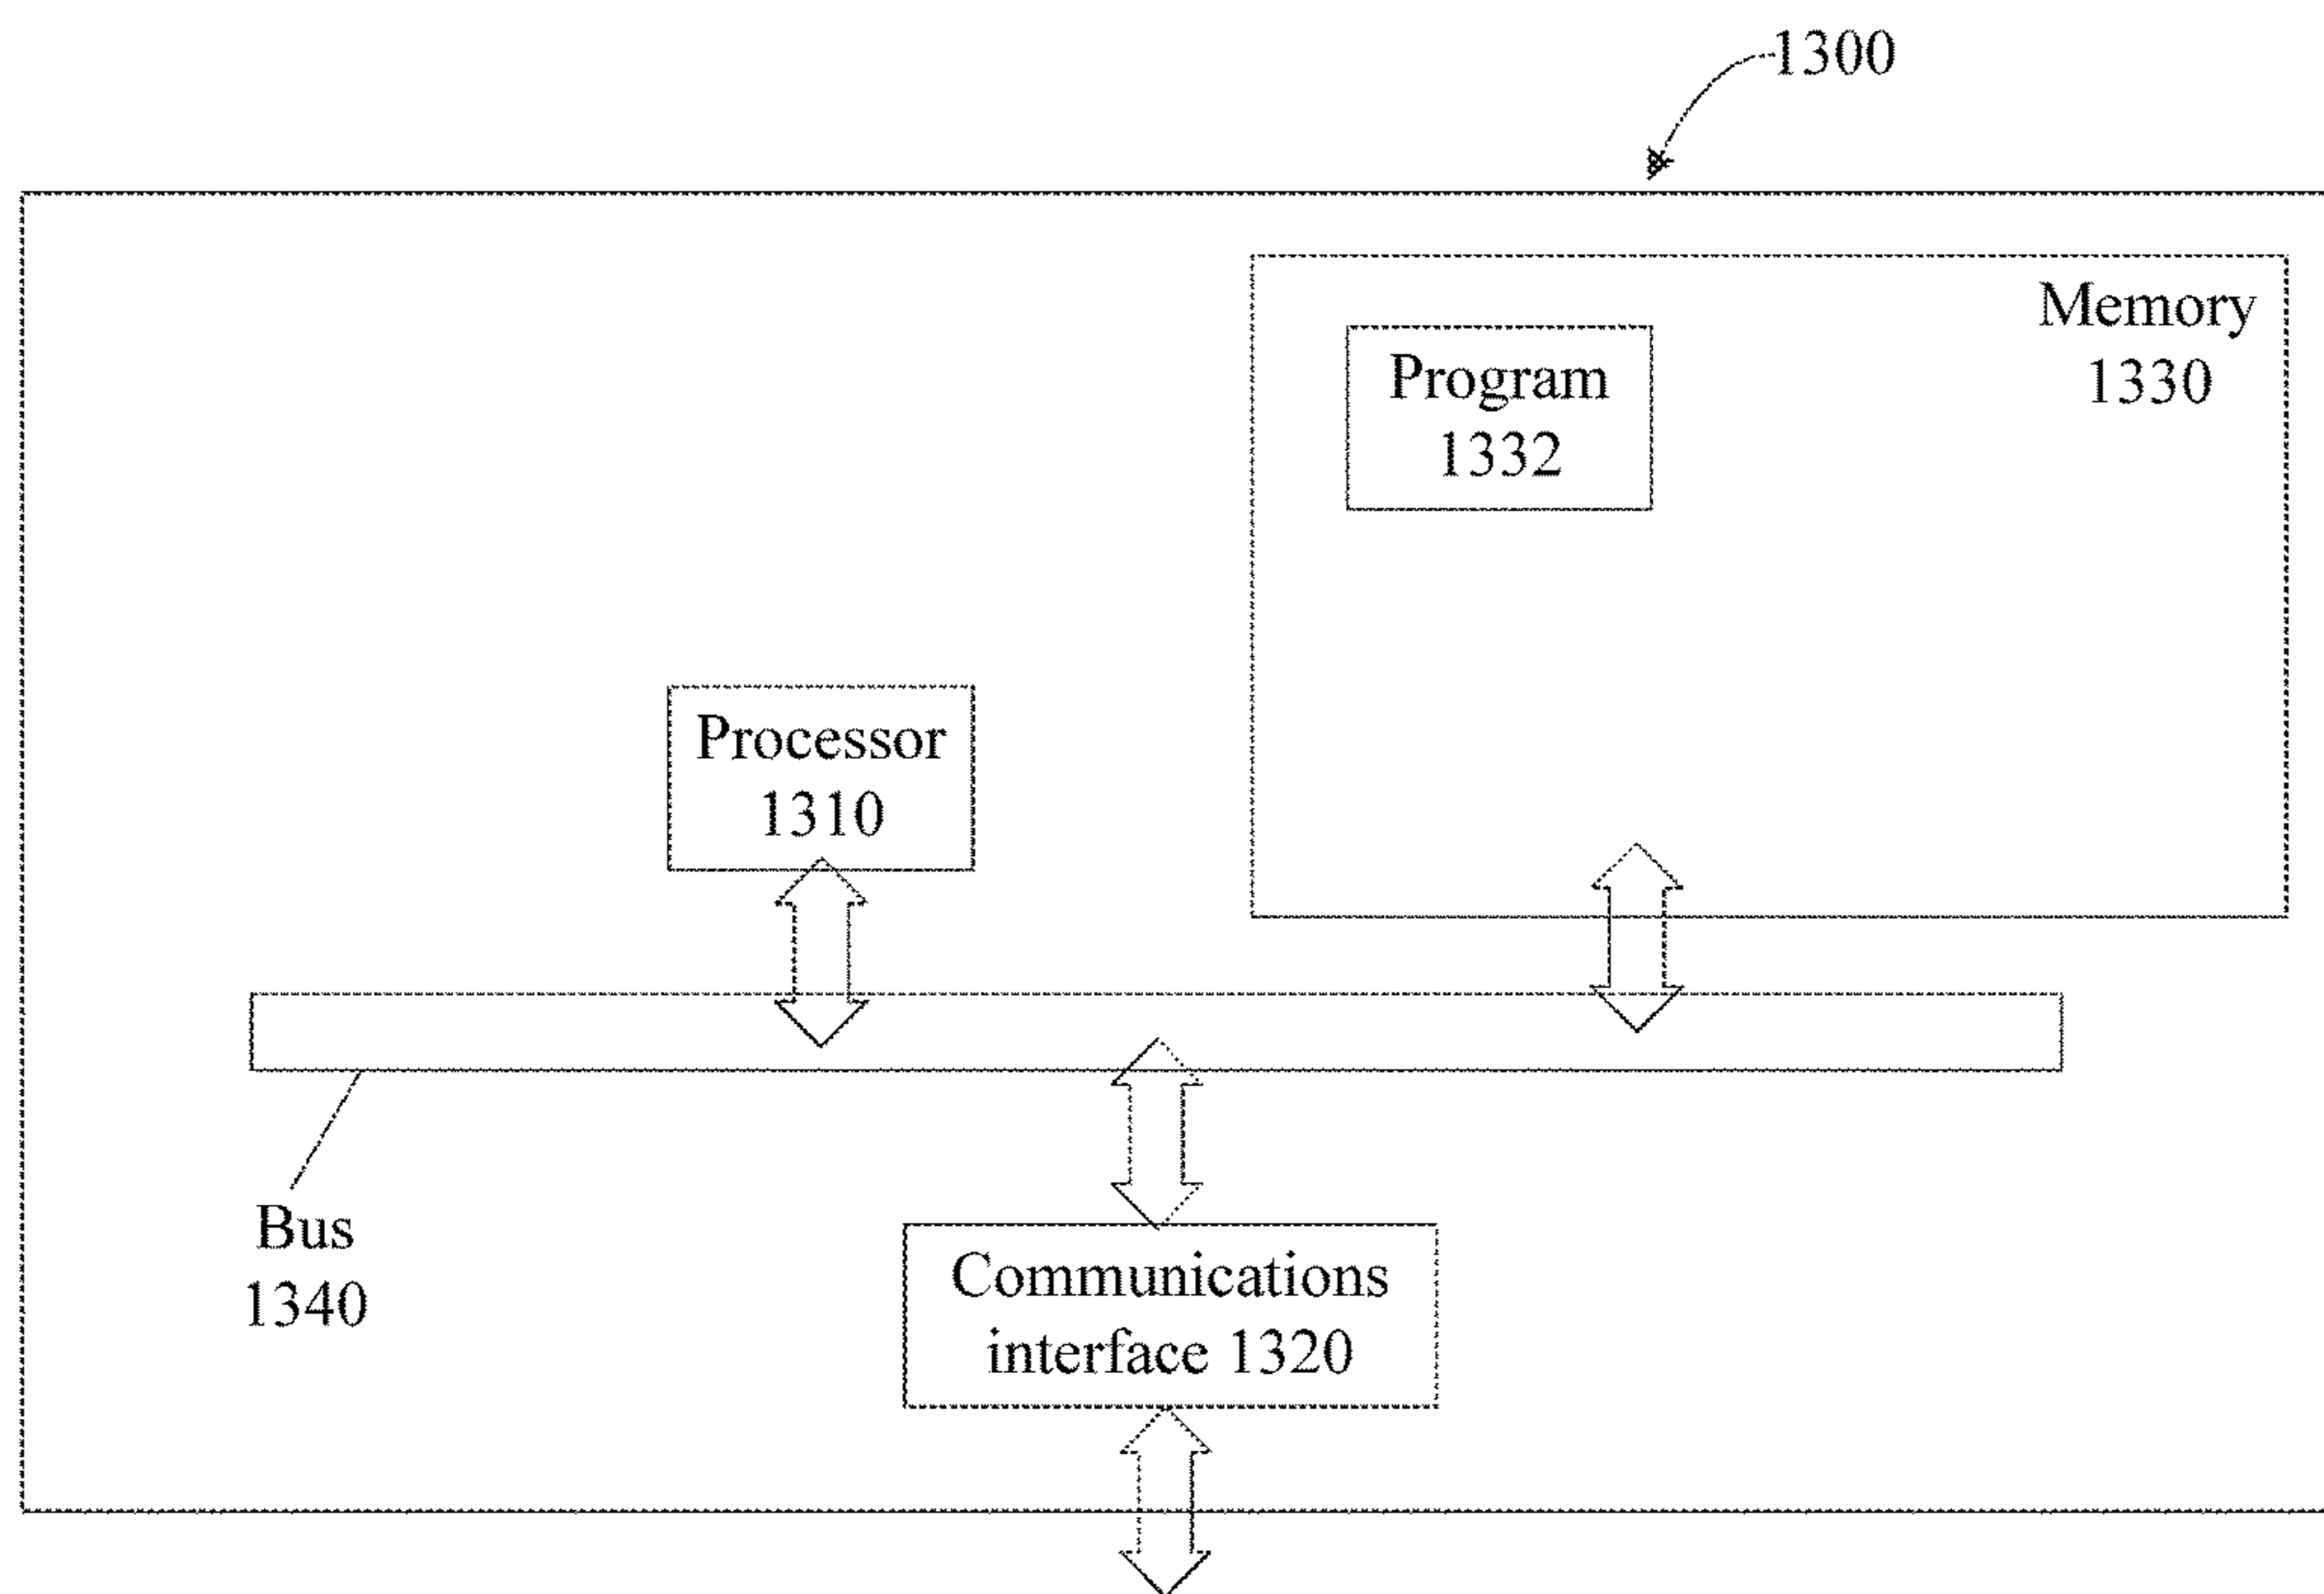 1300
Memory
1330
Program
1332
Processor
1310
Bus
1340
Communications
interface 1320